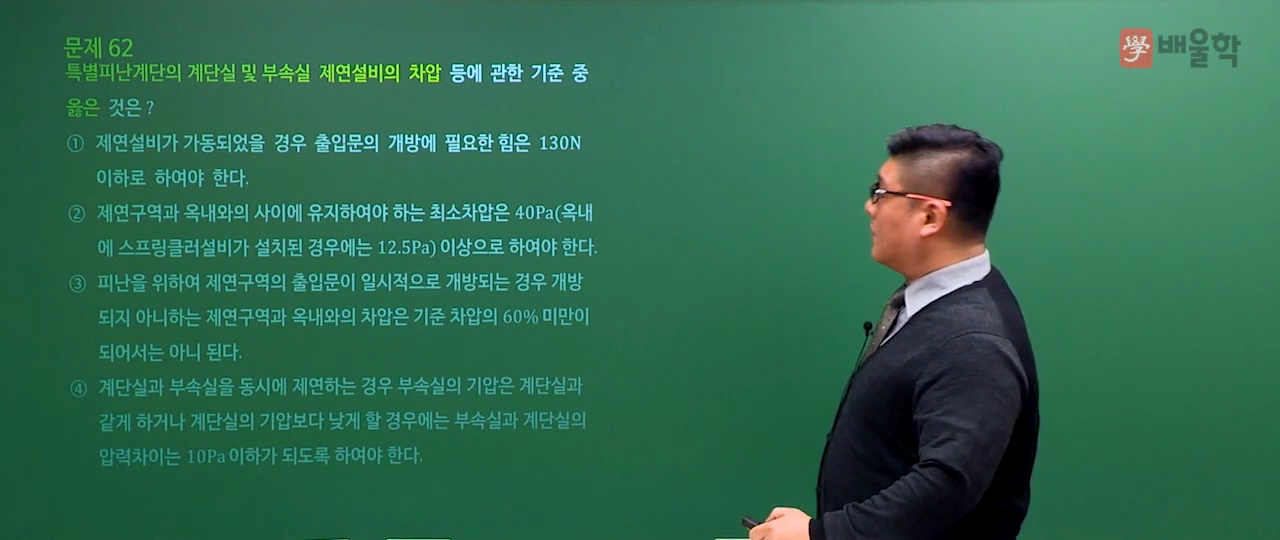 學 배울학
문제 62
특별피난계단의 계단실 및 부속실 제연설비의 차압 등에 관한 기준 중
옳은 것은?
① 제연설비가 가동되었을 경우 출입문의 개방에 필요한 힘은 130N
이하로 하여야 한다.
② 제연구역과 옥내와의 사이에 유지하여야 하는 최소차압은 40Pa(옥내
에 스프링클러설비가 설치된 경우에는 12.5Pa) 이상으로 하여야 한다.
③ 피난을 위하여 제연구역의 출입문이 일시적으로 개방되는 경우 개방
되지 아니하는 제연구역과 옥내와의 차압은 기준 차압의 60% 미만이
되어서는 아니 된다.
④ 계단실과 부속실을 동시에 제연하는 경우 부속실의 기압은 계단실과
같게 하거나 계단실의 기압보다 낮게 할 경우에는 부속실과 계단실의
압력차이는 10Pa 이하가 되도록 하여야 한다.